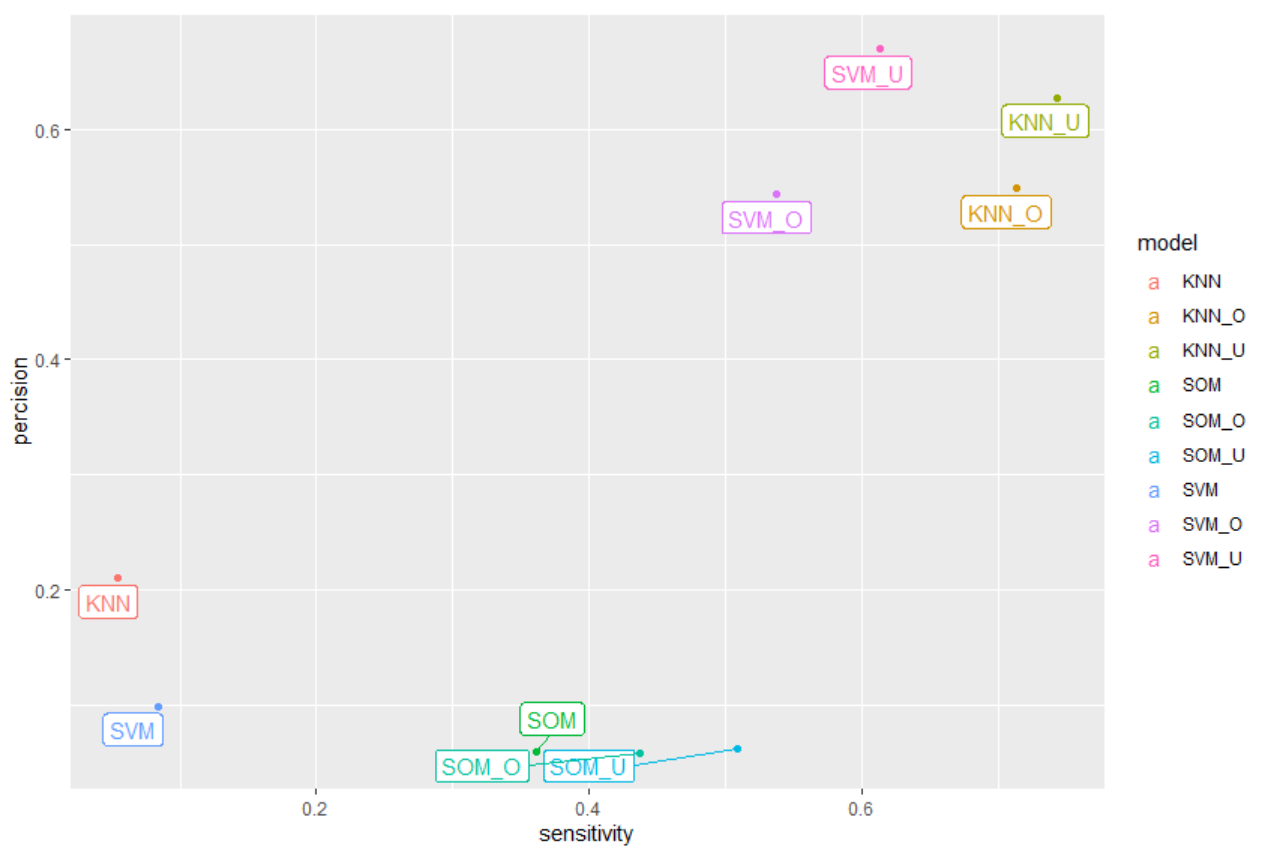 percision
0.6
0.4
0.2
0.2
0.4
0.6
sensitivity
SVM_U
KNN_U
SVM_O
KNN_O
KNN
SVM
SOM
SOM_O
SOM_U
model
a KNN
a KNN_O
a KNN_U
a SOM
a SOM_O
a SOM_U
a SVM
a SVM_O
a SVM_U